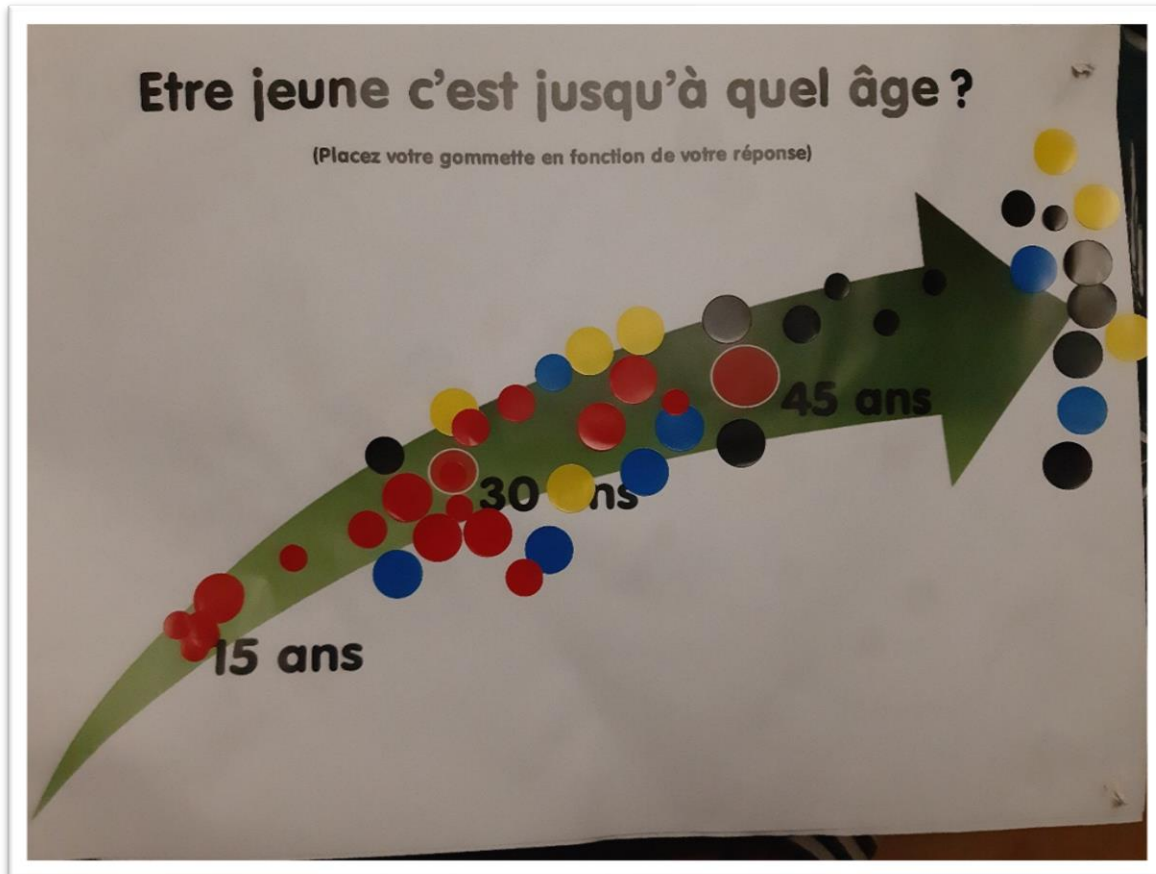 Etre jeune c'est jusqu'à quel âge ?
(Placez votre gommette en fonction de votre réponse)
45 ans
30 ns
15 ans